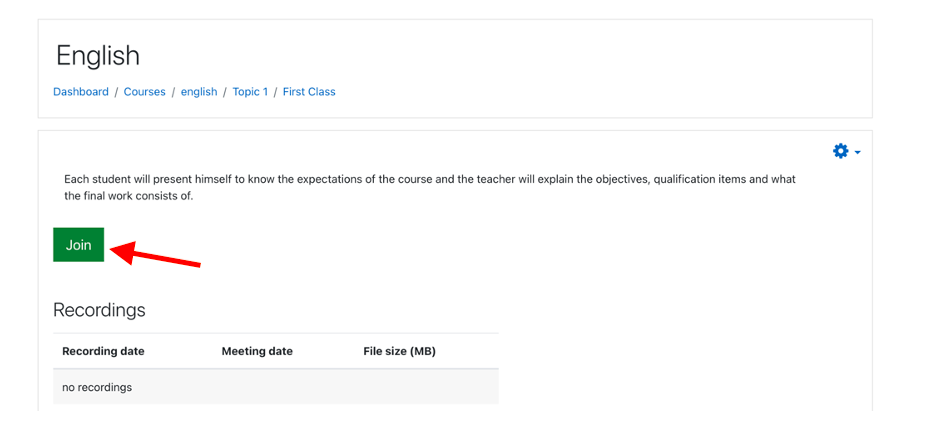 English
Dashboard / Courses / english / Topic 1 / First Class
Each student will present himself to know the expectations of the course and the teacher will explain the objectives, qualification items and what
the final work consists of.
Join
Recordings
Recording date Meeting date File size (MB)
no recordings